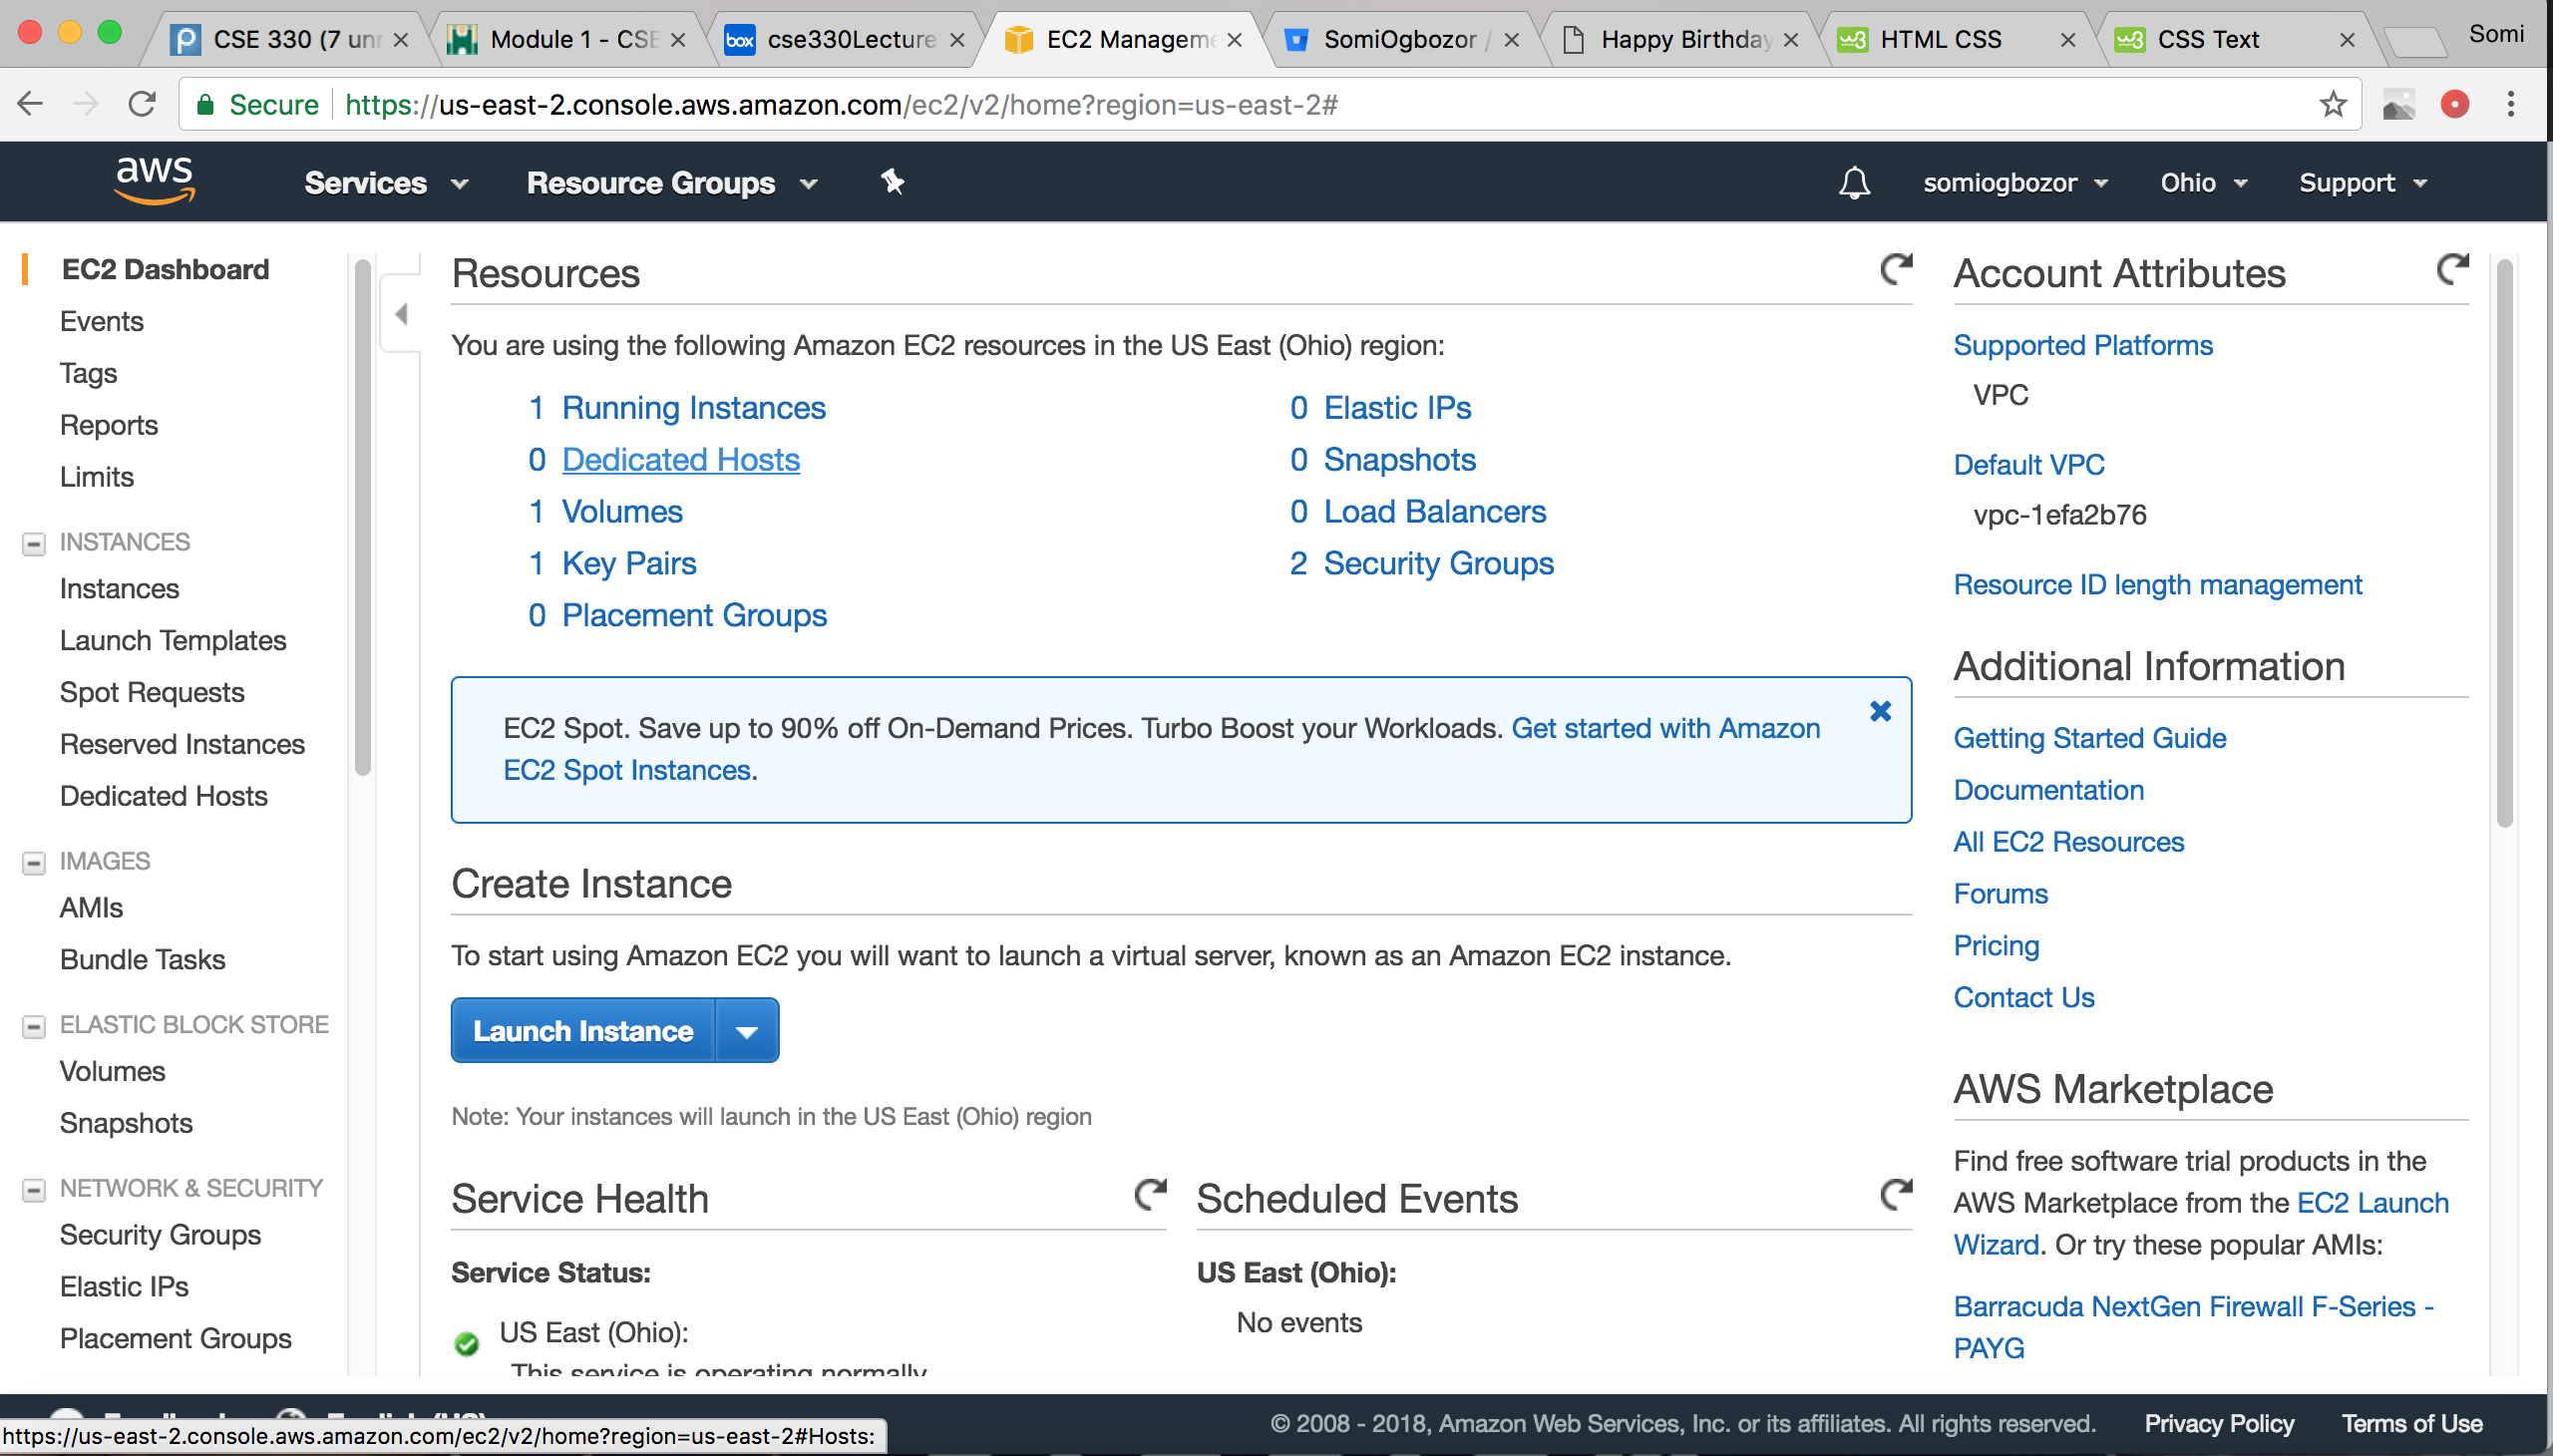 CSE 330 (7 unr
Module 1 - CSE
box
cse330Lecture
EC2 Manageme
SomiOgbozor /
Happy Birthday
w3
HTML CSS
w3
CSS Text
Somi
Secure
https://us-east-2.console.aws.amazon.com/ec2/v2/home?region=us-east-2#
aws
Services
Resource Groups
somiogbozor
Ohio
Support
EC2 Dashboard
Events
Tags
Reports
Limits
INSTANCES
Instances
Launch Templates
Spot Requests
Reserved Instances
Dedicated Hosts
IMAGES
AMIs
Bundle Tasks
ELASTIC BLOCK STORE
Volumes
Snapshots
NETWORK & SECURITY
Security Groups
Elastic IPs
Placement Groups
Resources
You are using the following Amazon EC2 resources in the US East (Ohio) region:
1 Running Instances
0 Dedicated Hosts
1 Volumes
1 Key Pairs
0 Placement Groups
0 Elastic IPs
0 Snapshots
0 Load Balancers
2 Security Groups
EC2 Spot. Save up to 90% off On-Demand Prices. Turbo Boost your Workloads. Get started with Amazon
EC2 Spot Instances.
Create Instance
To start using Amazon EC2 you will want to launch a virtual server, known as an Amazon EC2 instance.
Launch Instance
Note: Your instances will launch in the US East (Ohio) region
Service Health
Service Status:
US East (Ohio):
This service is operating normally
Scheduled Events
US East (Ohio):
No events
Account Attributes
Supported Platforms
VPC
Default VPC
vpc-1efa2b76
Resource ID length management
Additional Information
Getting Started Guide
Documentation
All EC2 Resources
Forums
Pricing
Contact Us
AWS Marketplace
Find free software trial products in the
AWS Marketplace from the EC2 Launch
Wizard. Or try these popular AMIs:
Barracuda NextGen Firewall F-Series -
PAYG
https://us-east-2.console.aws.amazon.com/ec2/v2/home?region=us-east-2#Hosts:
© 2008 - 2018, Amazon Web Services, Inc. or its affiliates. All rights reserved.
Privacy Policy
Terms of Use